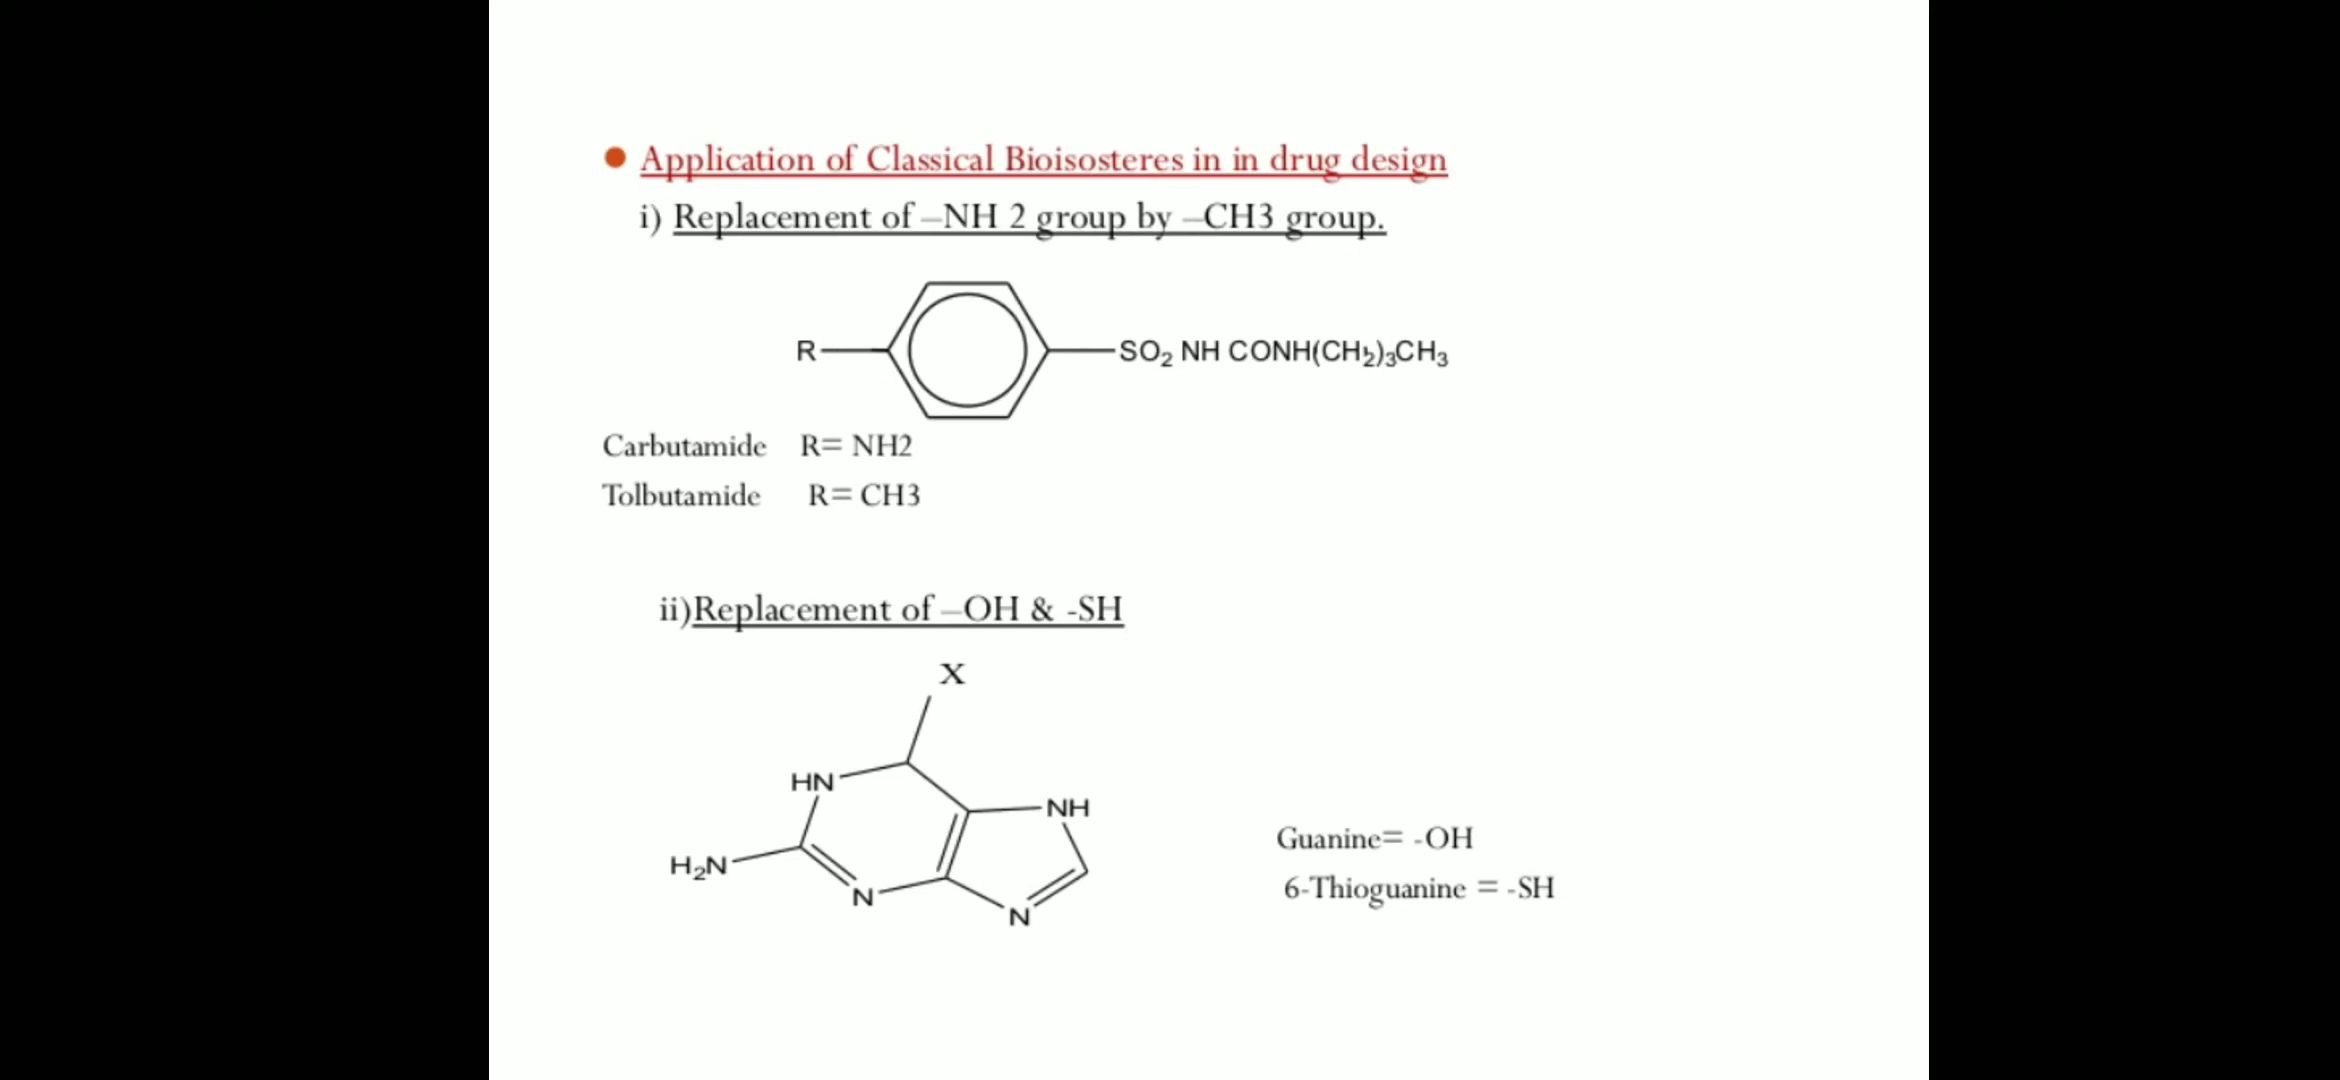 Application of Classical Bioisosteres in in drug design
i) Replacement of –NH 2 group by –CH3 group.
R
SO₂ NH CONH(CH₂)₃CH₃
Carbutamide R= NH2
Tolbutamide R= CH3
ii)Replacement of –OH & -SH
X
HN
NH
H₂N
N
N
Guanine= -OH
6-Thioguanine = -SH